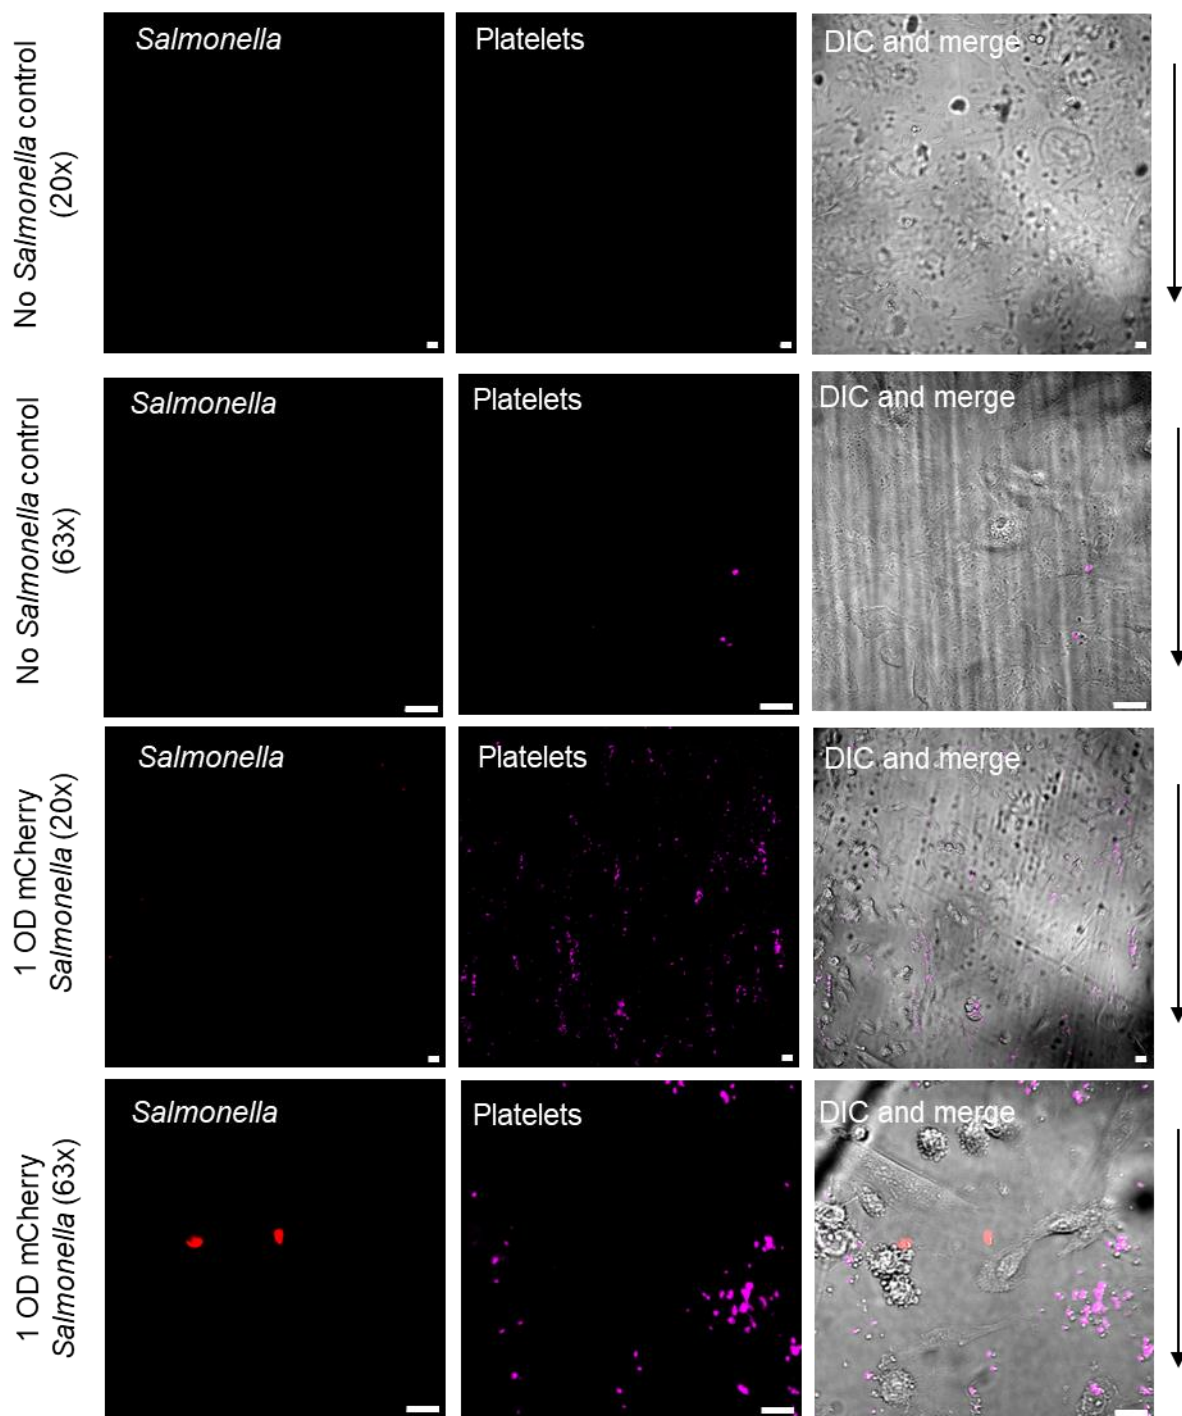 No Salmonella control
(20x)
Salmonella
Platelets
DIC and merge
No Salmonella control
(63x)
Salmonella
Platelets
DIC and merge
1 OD mCherry
Salmonella (20x)
Salmonella
Platelets
DIC and merge
1 OD mCherry
Salmonella (63x)
Salmonella
Platelets
DIC and merge